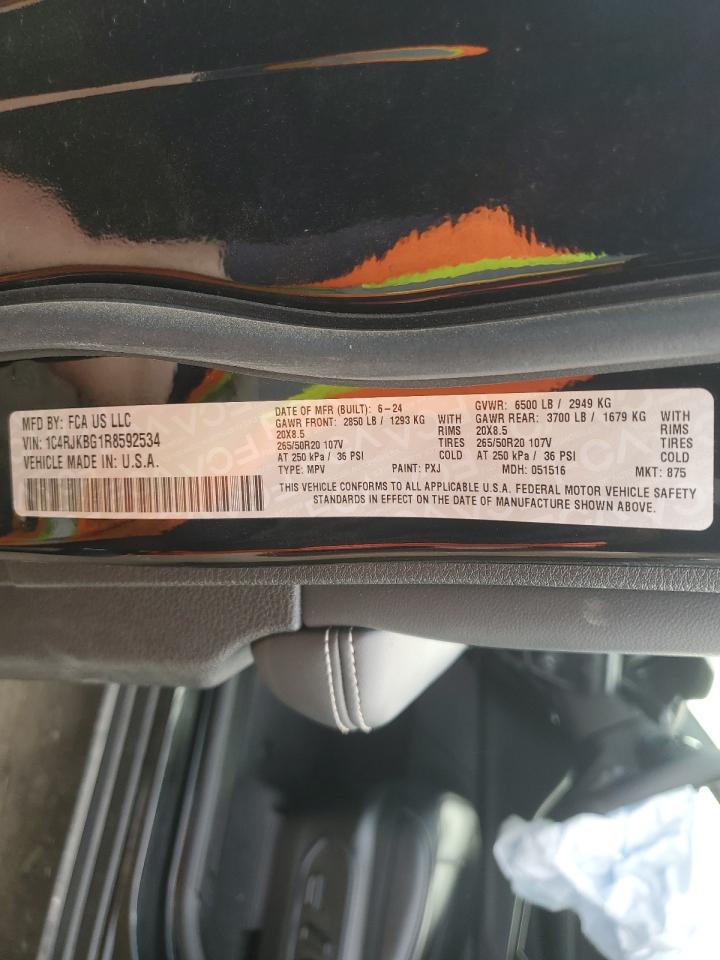 MFD BY: FCA US LLC
VIN: 1C4RJKBG1R8592534
VEHICLE MADE IN: U.S.A.
DATE OF MFR (BUILT): 6-24
GAWR FRONT: 2850 LB / 1293 KG WITH
20X8.5 RIMS
265/50R20 107V TIRES
AT 250 kPa / 36 PSI COLD
TYPE: MPV PAINT: PXJ
GVWR: 6500 LB / 2949 KG
GAWR REAR: 3700 LB / 1679 KG WITH
20X8.5 RIMS
265/50R20 107V TIRES
AT 250 kPa / 36 PSI COLD
MDH: 051516 MKT: 875
THIS VEHICLE CONFORMS TO ALL APPLICABLE U.S.A. FEDERAL MOTOR VEHICLE SAFETY
STANDARDS IN EFFECT ON THE DATE OF MANUFACTURE SHOWN ABOVE.